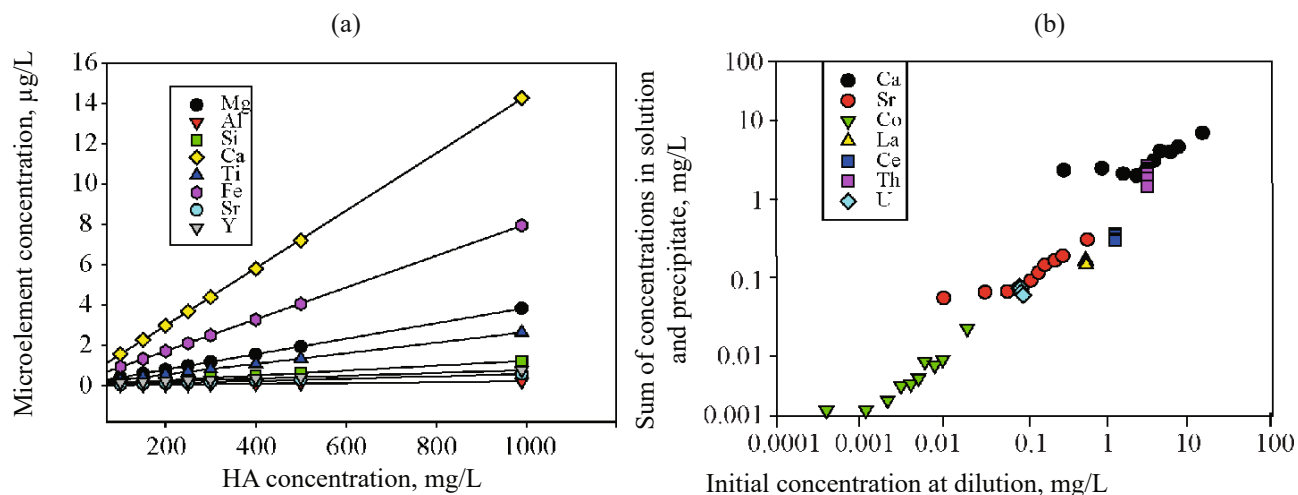 (a)
Microelement concentration, µg/L
16
14
12
10
8
6
4
2
0
Mg
Al
Si
Ca
Ti
Fe
Sr
Y
200
400
600
800
1000
HA concentration, mg/L
(b)
Sum of concentrations in solution
and precipitate, mg/L
100
10
1
0.1
0.01
0.001
Ca
Sr
Co
La
Ce
Th
U
0.0001
0.001
0.01
0.1
1
10
100
Initial concentration at dilution, mg/L